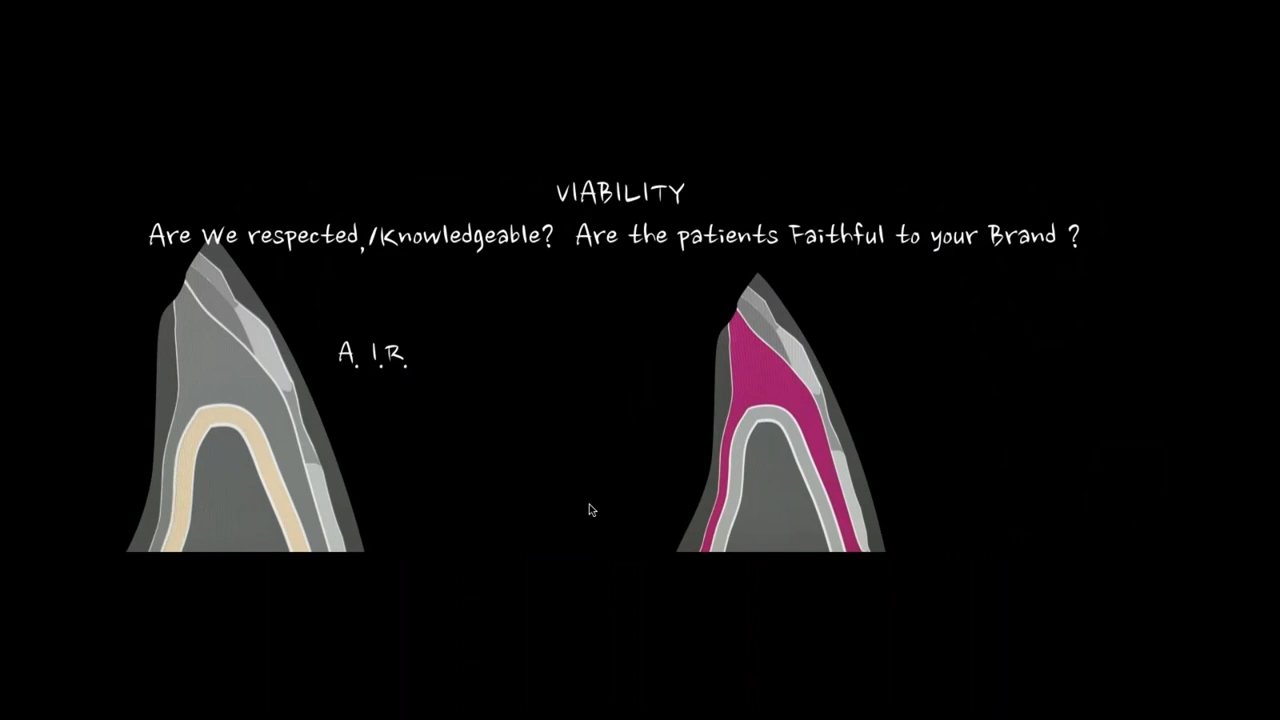 VIABILITY
Are We respected,/Knowledgeable? Are the patients Faithful to your Brand ?
A. I.R.